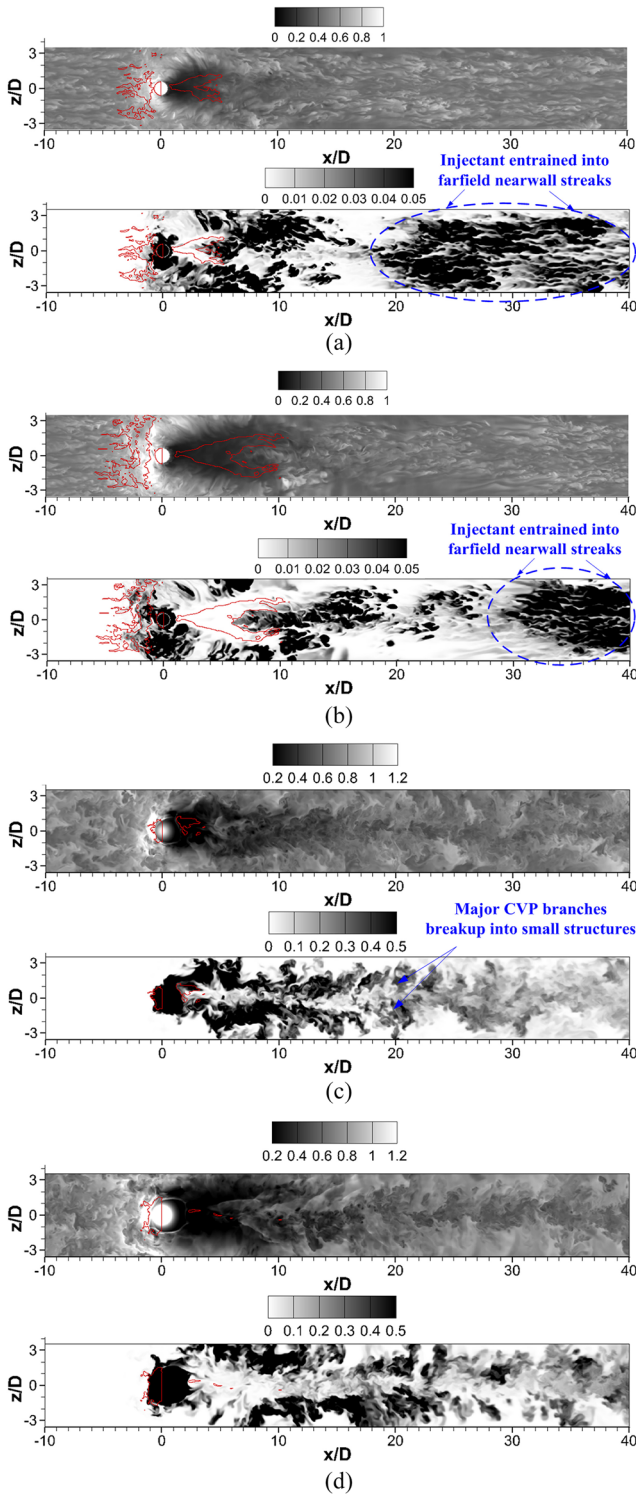 0 0.2 0.4 0.6 0.8 1
z/D
3
0
-3
-10 0 10 20 30 40
x/D
0 0.01 0.02 0.03 0.04 0.05
Injectant entrained into
farfield nearwall streaks
z/D
3
0
-3
-10 0 10 20 30 40
x/D
(a)
0 0.2 0.4 0.6 0.8 1
z/D
3
0
-3
-10 0 10 20 30 40
x/D
0 0.01 0.02 0.03 0.04 0.05
Injectant entrained into
farfield nearwall streaks
z/D
3
0
-3
-10 0 10 20 30 40
x/D
(b)
0.2 0.4 0.6 0.8 1 1.2
z/D
3
0
-3
-10 0 10 20 30 40
x/D
0 0.1 0.2 0.3 0.4 0.5
Major CVP branches
breakup into small structures
z/D
3
0
-3
-10 0 10 20 30 40
x/D
(c)
0.2 0.4 0.6 0.8 1 1.2
z/D
3
0
-3
-10 0 10 20 30 40
x/D
0 0.1 0.2 0.3 0.4 0.5
z/D
3
0
-3
-10 0 10 20 30 40
x/D
(d)